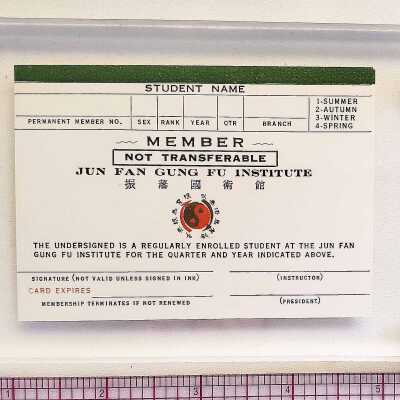 STUDENT NAME
PERMANENT MEMBER NO. SEX RANK YEAR QTR BRANCH
1-SUMMER
2-AUTUMN
3-WINTER
4-SPRING
MEMBER
NOT TRANSFERABLE
JUN FAN GUNG FU INSTITUTE
振藩國術館
THE UNDERSIGNED IS A REGULARLY ENROLLED STUDENT AT THE JUN FAN
GUNG FU INSTITUTE FOR THE QUARTER AND YEAR INDICATED ABOVE.
SIGNATURE (NOT VALID UNLESS SIGNED IN INK) (INSTRUCTOR)
CARD EXPIRES
MEMBERSHIP TERMINATES IF NOT RENEWED (PRESIDENT)
1 2 3 4 5